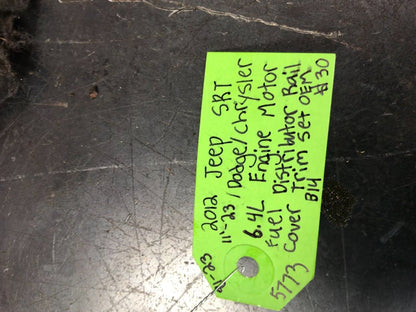 2012 Jeep SRT
11'-23' / Dodge/Chrysler
6.4L Engine Motor
Fuel Distributor Rail
Cover Trim Set OEM
5773 B14 $30